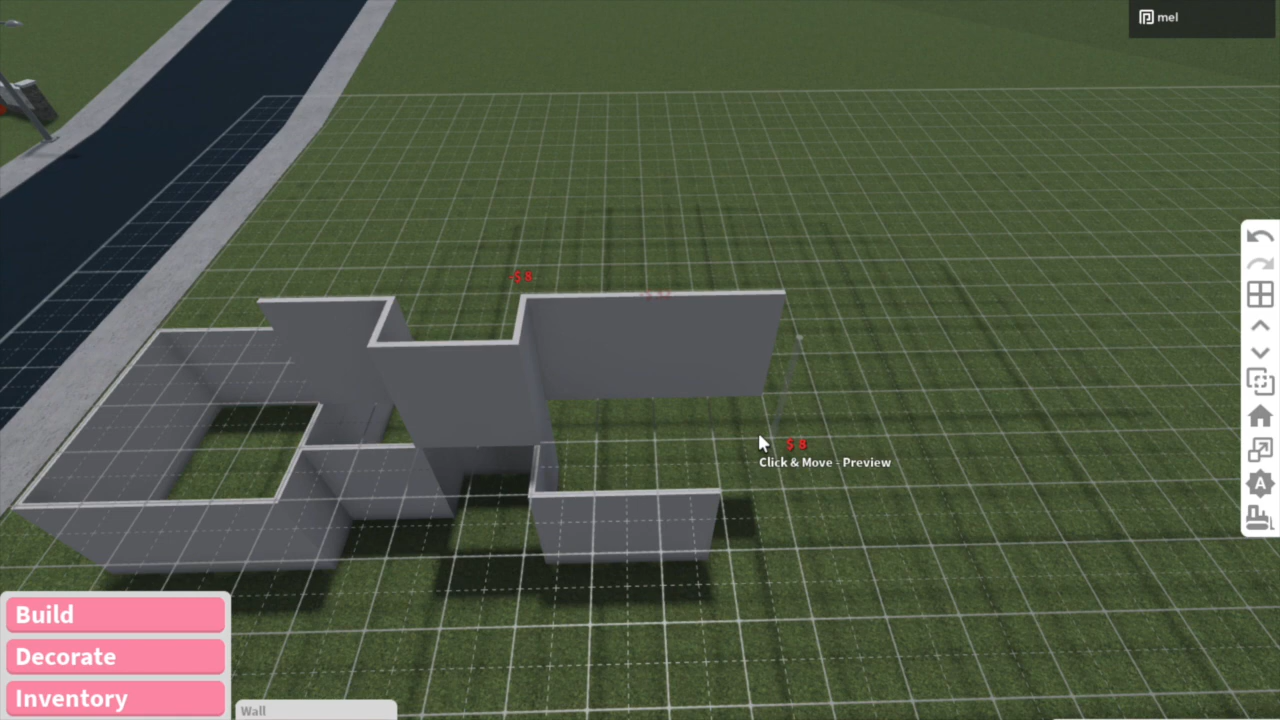 mel
-$ 8
$ 8
Click & Move - Preview
A
Build
Decorate
Inventory
Wall